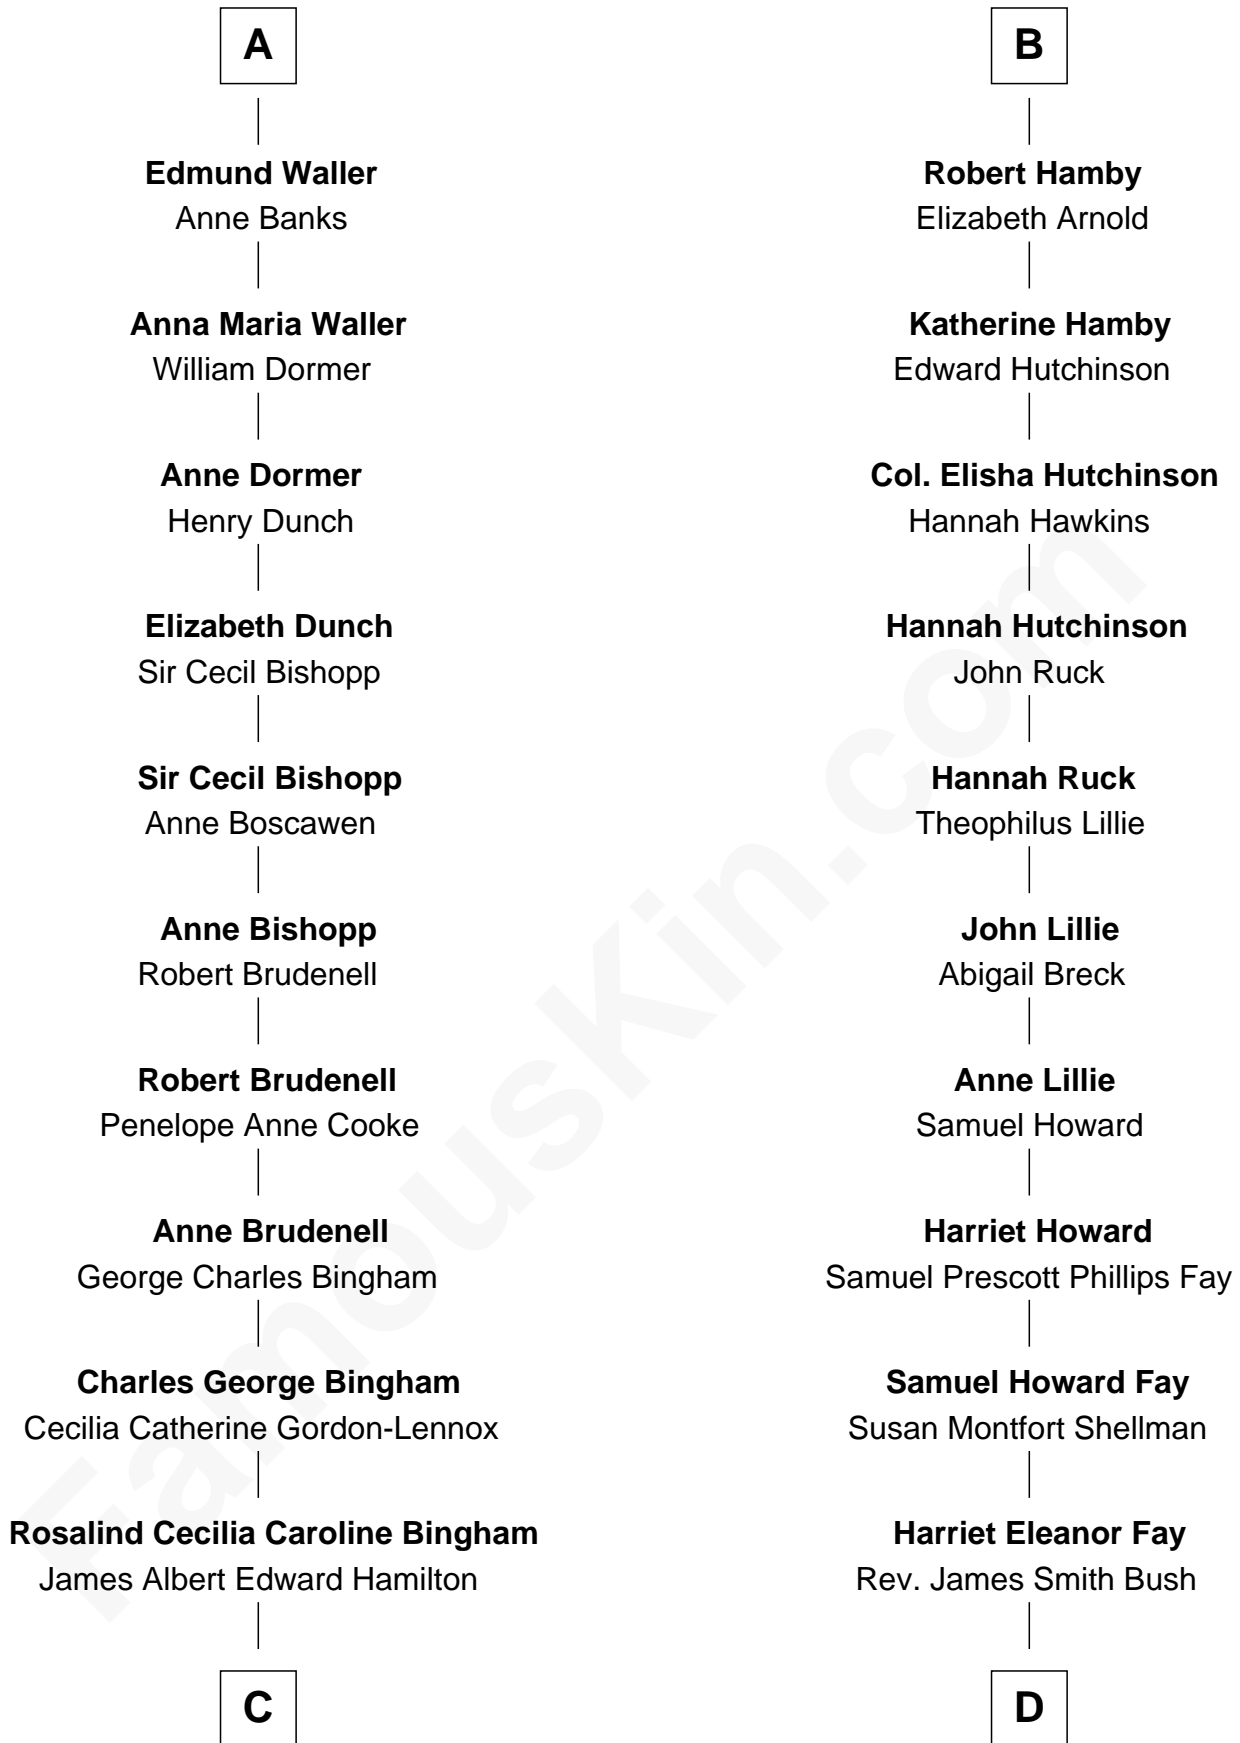 A
Edmund Waller
Anne Banks
Anna Maria Waller
William Dormer
Anne Dormer
Henry Dunch
Elizabeth Dunch
Sir Cecil Bishopp
Sir Cecil Bishopp
Anne Boscawen
Anne Bishopp
Robert Brudenell
Robert Brudenell
Penelope Anne Cooke
Anne Brudenell
George Charles Bingham
Charles George Bingham
Cecilia Catherine Gordon-Lennox
Rosalind Cecilia Caroline Bingham
James Albert Edward Hamilton
C
B
Robert Hamby
Elizabeth Arnold
Katherine Hamby
Edward Hutchinson
Col. Elisha Hutchinson
Hannah Hawkins
Hannah Hutchinson
John Ruck
Hannah Ruck
Theophilus Lillie
John Lillie
Abigail Breck
Anne Lillie
Samuel Howard
Harriet Howard
Samuel Prescott Phillips Fay
Samuel Howard Fay
Susan Montfort Shellman
Harriet Eleanor Fay
Rev. James Smith Bush
D
FamousKin.com